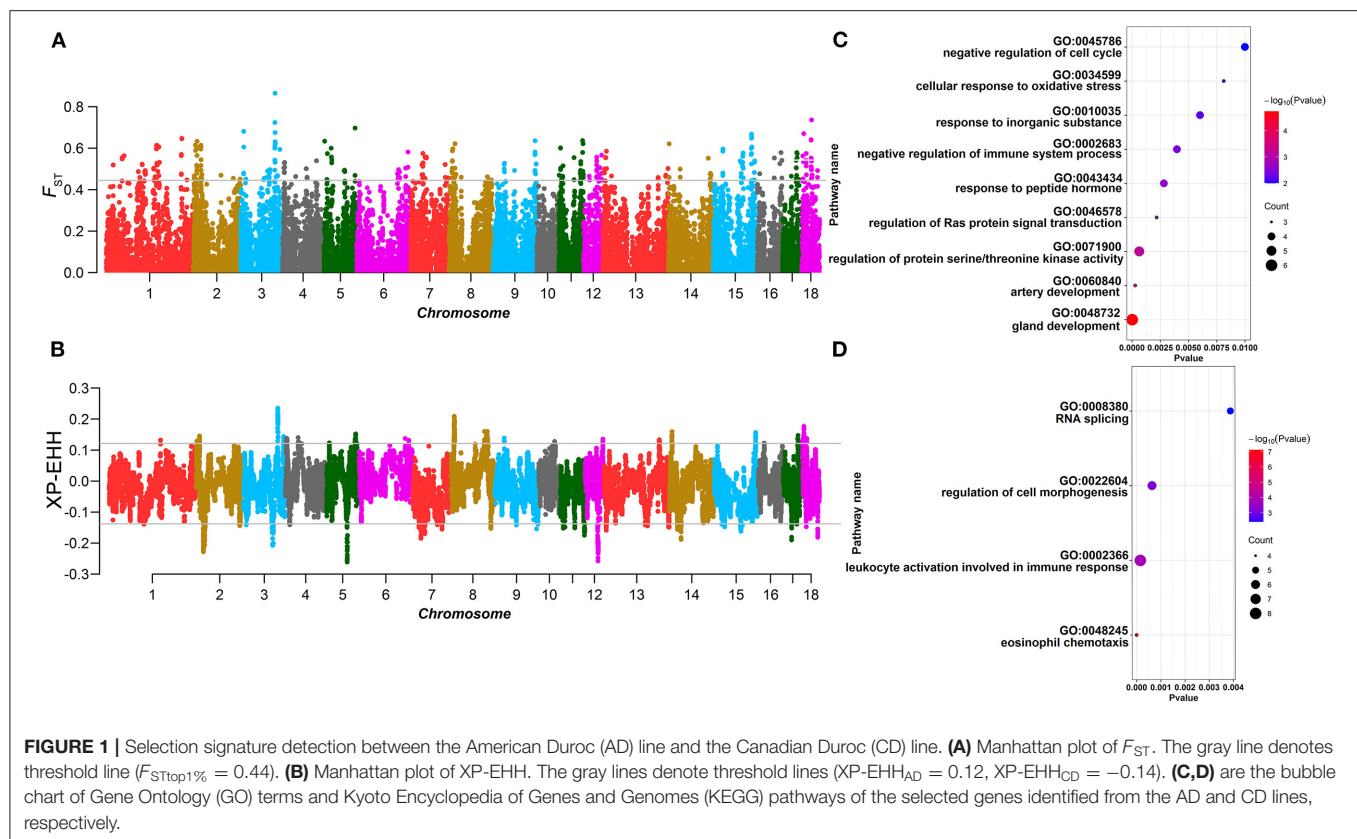 A
0.8
0.6
0.4
0.2
0.0
FST
1 2 3 4 5 6 7 8 9 10 11 12 13 14 15 16 17 18
Chromosome
B
0.3
0.2
0.1
0.0
-0.1
-0.2
-0.3
XP-EHH
1 2 3 4 5 6 7 8 9 10 11 12 13 14 15 16 17 18
Chromosome
C
Pathway name
GO:0045786
negative regulation of cell cycle
GO:0034599
cellular response to oxidative stress
GO:0010035
response to inorganic substance
GO:0002683
negative regulation of immune system process
GO:0043434
response to peptide hormone
GO:0046578
regulation of Ras protein signal transduction
GO:0071900
regulation of protein serine/threonine kinase activity
GO:0060840
artery development
GO:0048732
gland development
0.0000 0.0025 0.0050 0.0075 0.0100
Pvalue
−log10(Pvalue)
4
3
2
Count
3
4
5
6
D
Pathway name
GO:0008380
RNA splicing
GO:0022604
regulation of cell morphogenesis
GO:0002366
leukocyte activation involved in immune response
GO:0048245
eosinophil chemotaxis
0.000 0.001 0.002 0.003 0.004
Pvalue
−log10(Pvalue)
7
6
5
4
3
Count
4
5
6
7
8
FIGURE 1 | Selection signature detection between the American Duroc (AD) line and the Canadian Duroc (CD) line. (A) Manhattan plot of FST. The gray line denotes
threshold line (FSTtop1% = 0.44). (B) Manhattan plot of XP-EHH. The gray lines denote threshold lines (XP-EHHAD = 0.12, XP-EHHCD = −0.14). (C,D) are the bubble
chart of Gene Ontology (GO) terms and Kyoto Encyclopedia of Genes and Genomes (KEGG) pathways of the selected genes identified from the AD and CD lines,
respectively.